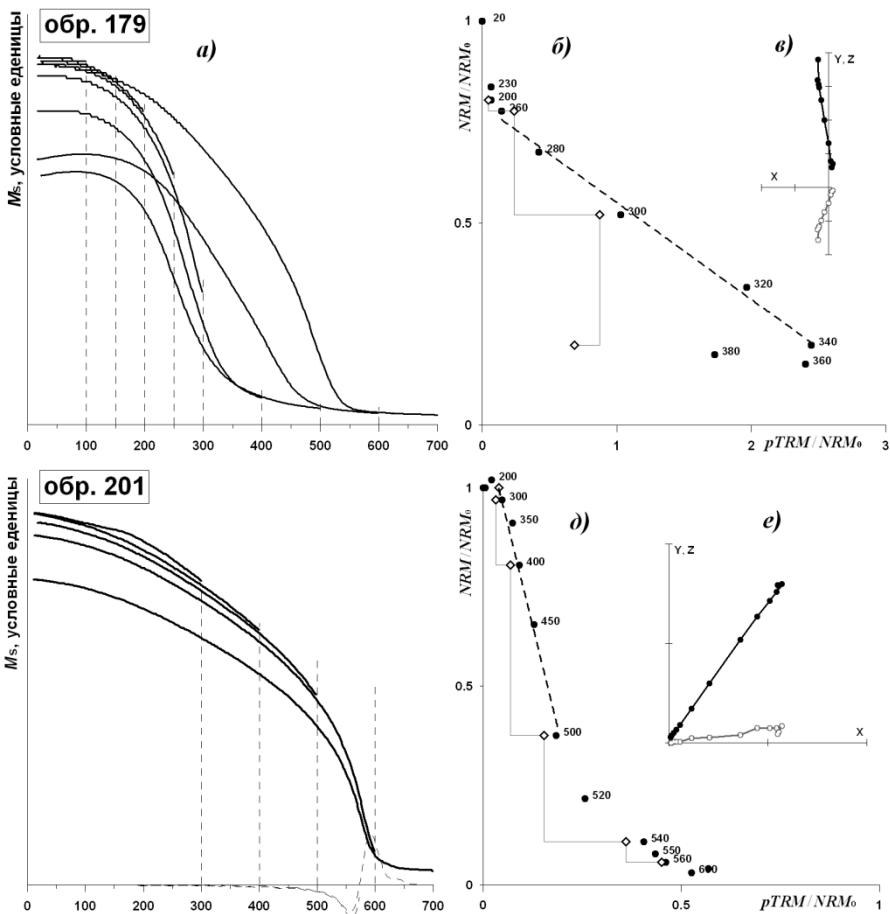 обр. 179
а)
Ms, условные еденицы
0 100 200 300 400 500 600 700
б)
NRM/NRM₀
1
0.5
0
20
230
200
260
280
300
320
340
380
360
0 1 2 3
pTRM/NRM₀
в)
Y, Z
X
обр. 201
Ms, условные еденицы
0 100 200 300 400 500 600 700
д)
NRM/NRM₀
1
0.5
0
200
300
350
400
450
500
520
540
550
560
600
0 0.5 1
pTRM/NRM₀
е)
Y, Z
X